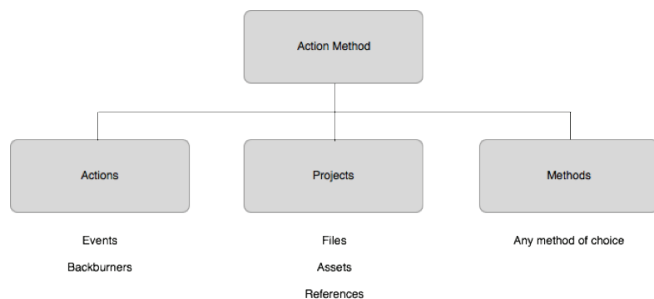 Action Method
Actions
Projects
Methods
Events
Files
Any method of choice
Backburners
Assets
References